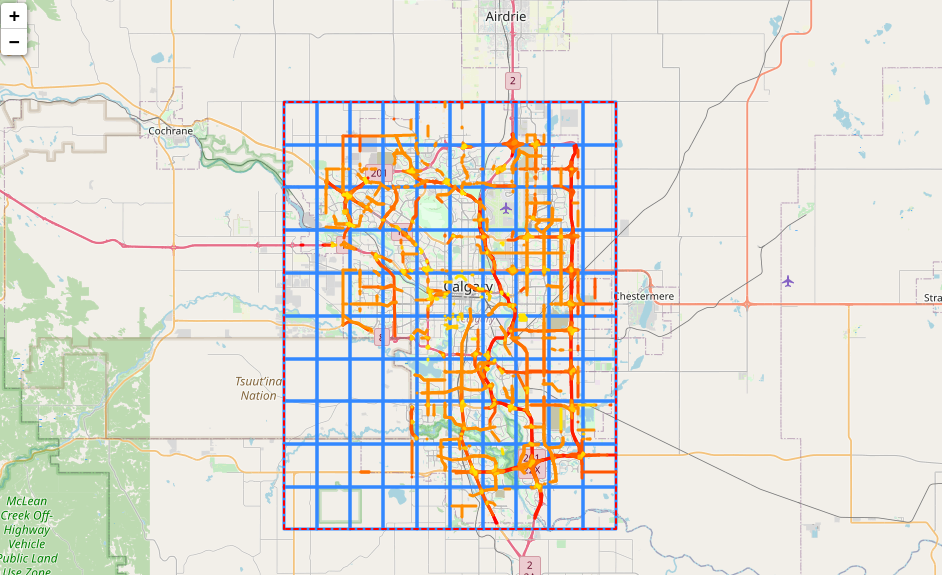 +
−
Airdrie
2
Cochrane
201
Calgary
Chestermere
Stra
8
Tsuut'ina
Nation
McLean
Creek Off-
Highway
Vehicle
Public Land
Use Zone
2